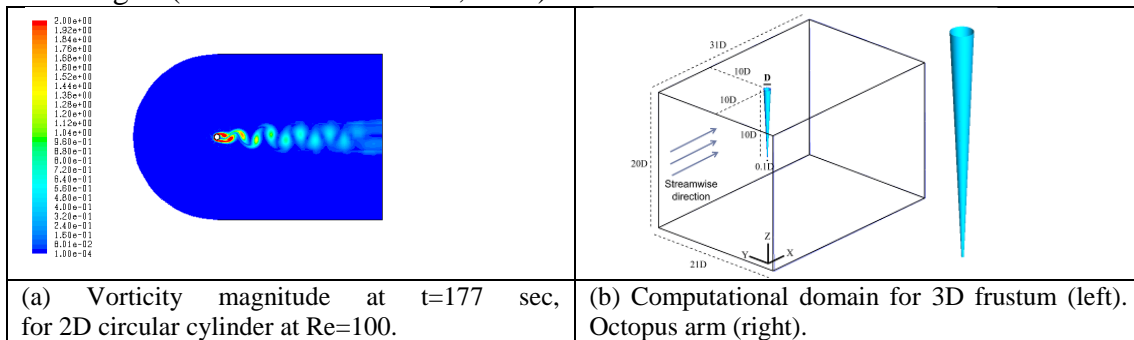 2.00e+00
1.92e+00
1.84e+00
1.76e+00
1.68e+00
1.60e+00
1.52e+00
1.44e+00
1.36e+00
1.28e+00
1.20e+00
1.12e+00
1.04e+00
9.60e-01
8.80e-01
8.00e-01
7.20e-01
6.40e-01
5.60e-01
4.80e-01
4.00e-01
3.20e-01
2.40e-01
1.60e-01
8.01e-02
1.00e-04
31D
10D
D
10D
10D
20D
0.1D
Streamwise
direction
Z
Y
X
21D
(a) Vorticity magnitude at t=177 sec,
for 2D circular cylinder at Re=100.
(b) Computational domain for 3D frustum (left).
Octopus arm (right).